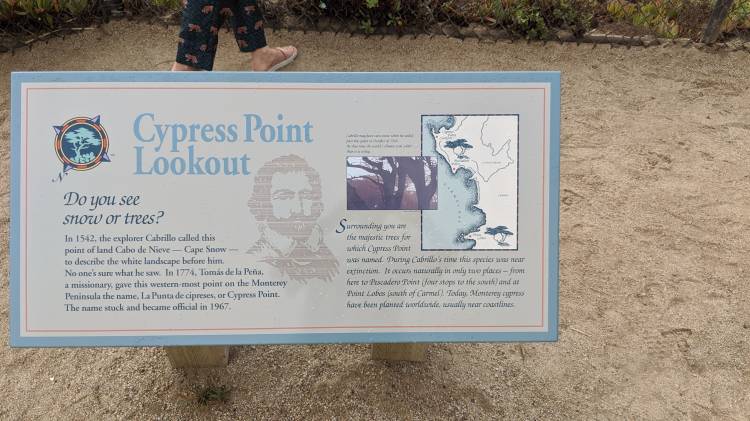 Cypress Point
Lookout
Do you see
snow or trees?
In 1542, the explorer Cabrillo called this
point of land Cabo de Nieve — Cape Snow —
to describe the white landscape before him.
No one's sure what he saw. In 1774, Tomás de la Peña,
a missionary, gave this western-most point on the Monterey
Peninsula the name, La Punta de cipreses, or Cypress Point.
The name stuck and became official in 1967.
Surrounding you are
the majestic trees for
which Cypress Point
was named. During Cabrillo's time this species was near
extinction. It occurs naturally in only two places – from
here to Pescadero Point (four stops to the south) and at
Point Lobos (south of Carmel). Today, Monterey cypress
have been planted worldwide, usually near coastlines.